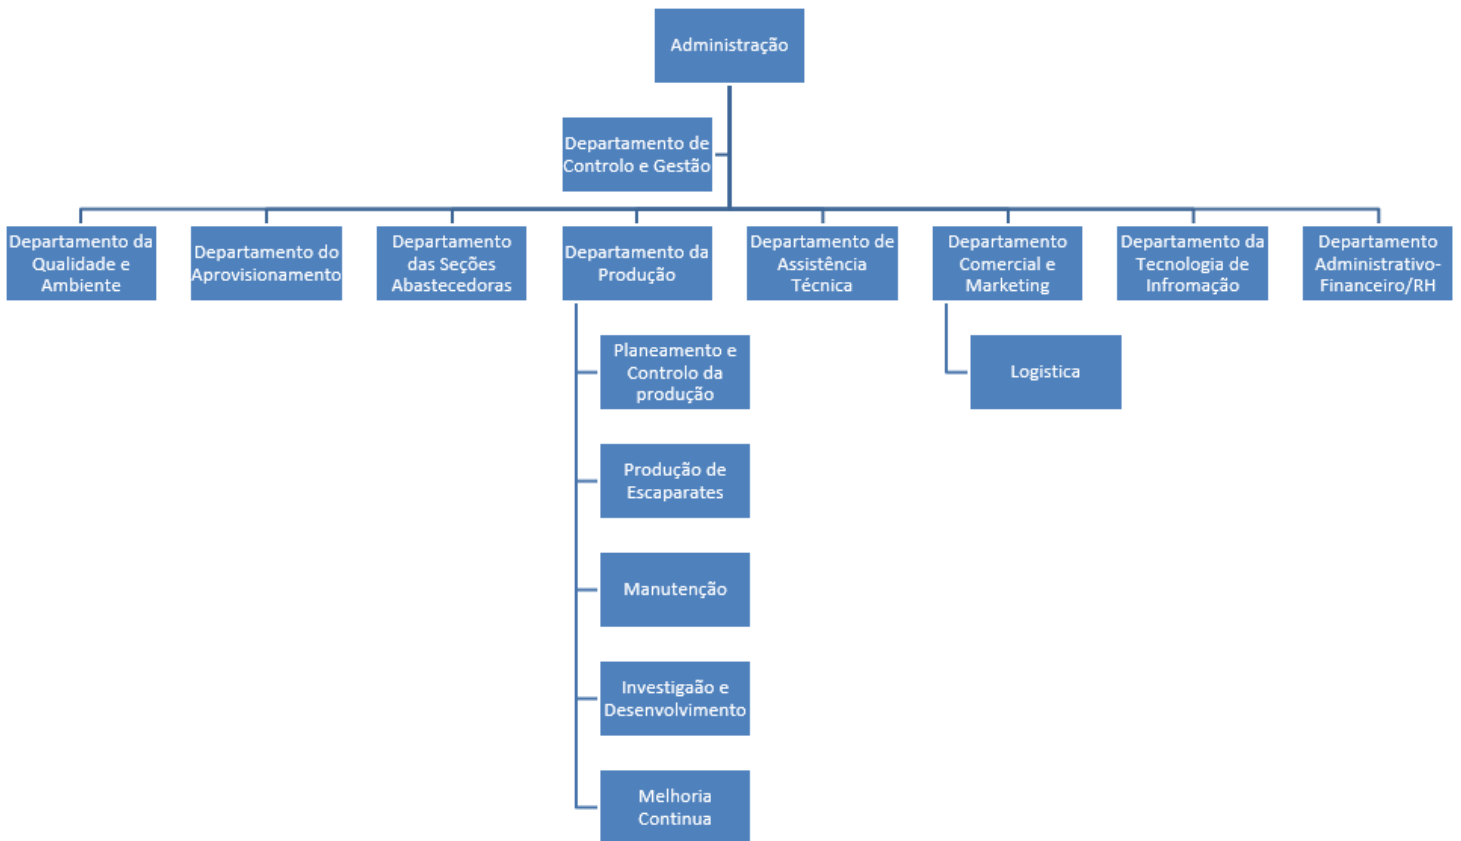 Administração
Departamento de
Controlo e Gestão
Departamento da
Qualidade e
Ambiente
Departamento do
Aprovisionamento
Departamento
das Seções
Abastecedoras
Departamento da
Produção
Departamento de
Assistência
Técnica
Departamento
Comercial e
Marketing
Departamento da
Tecnologia de
Infromação
Departamento
Administrativo-
Financeiro/RH
Planeamento e
Controlo da
produção
Logistica
Produção de
Escaparates
Manutenção
Investigaão e
Desenvolvimento
Melhoria
Continua